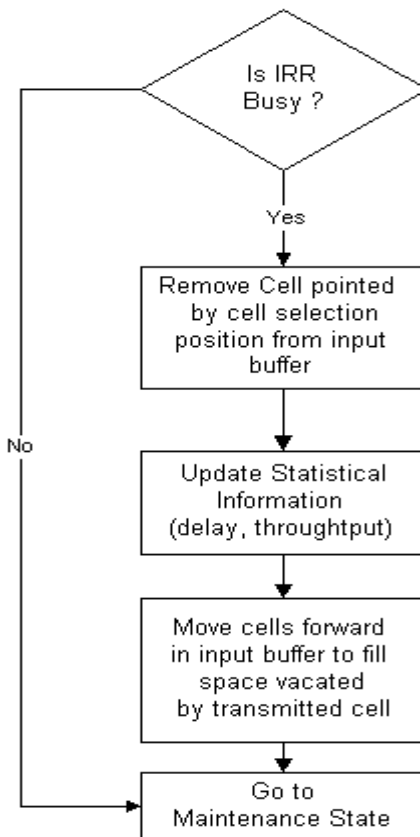 Is IRR
Busy ?
Yes
Remove Cell pointed
by cell selection
position from input
buffer
No
Update Statistical
Information
(delay, throughtput)
Move cells forward
in input buffer to fill
space vacated
by transmitted cell
Go to
Maintenance State